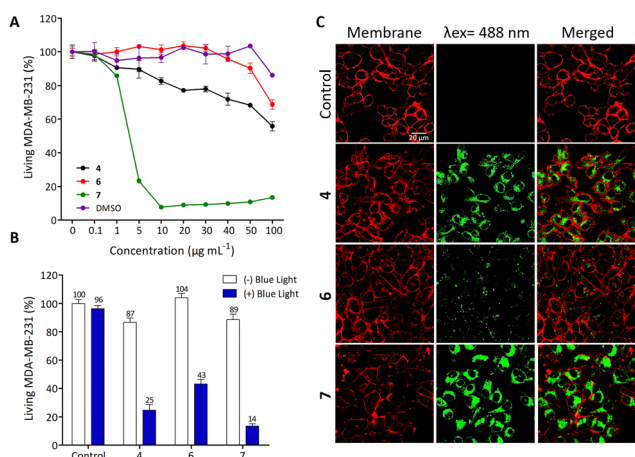 A
Living MDA-MB-231 (%)
120
100
80
60
40
20
0
4
6
7
DMSO
0 0.1 1 5 10 20 30 40 50 100
Concentration (µg mL⁻¹)
B
Living MDA-MB-231 (%)
120
100
80
60
40
20
0
(-) Blue Light
(+) Blue Light
100 96 87 25 104 43 89 14
Control 4 6 7
C
Membrane λex= 488 nm Merged
Control
20 µm
4
6
7